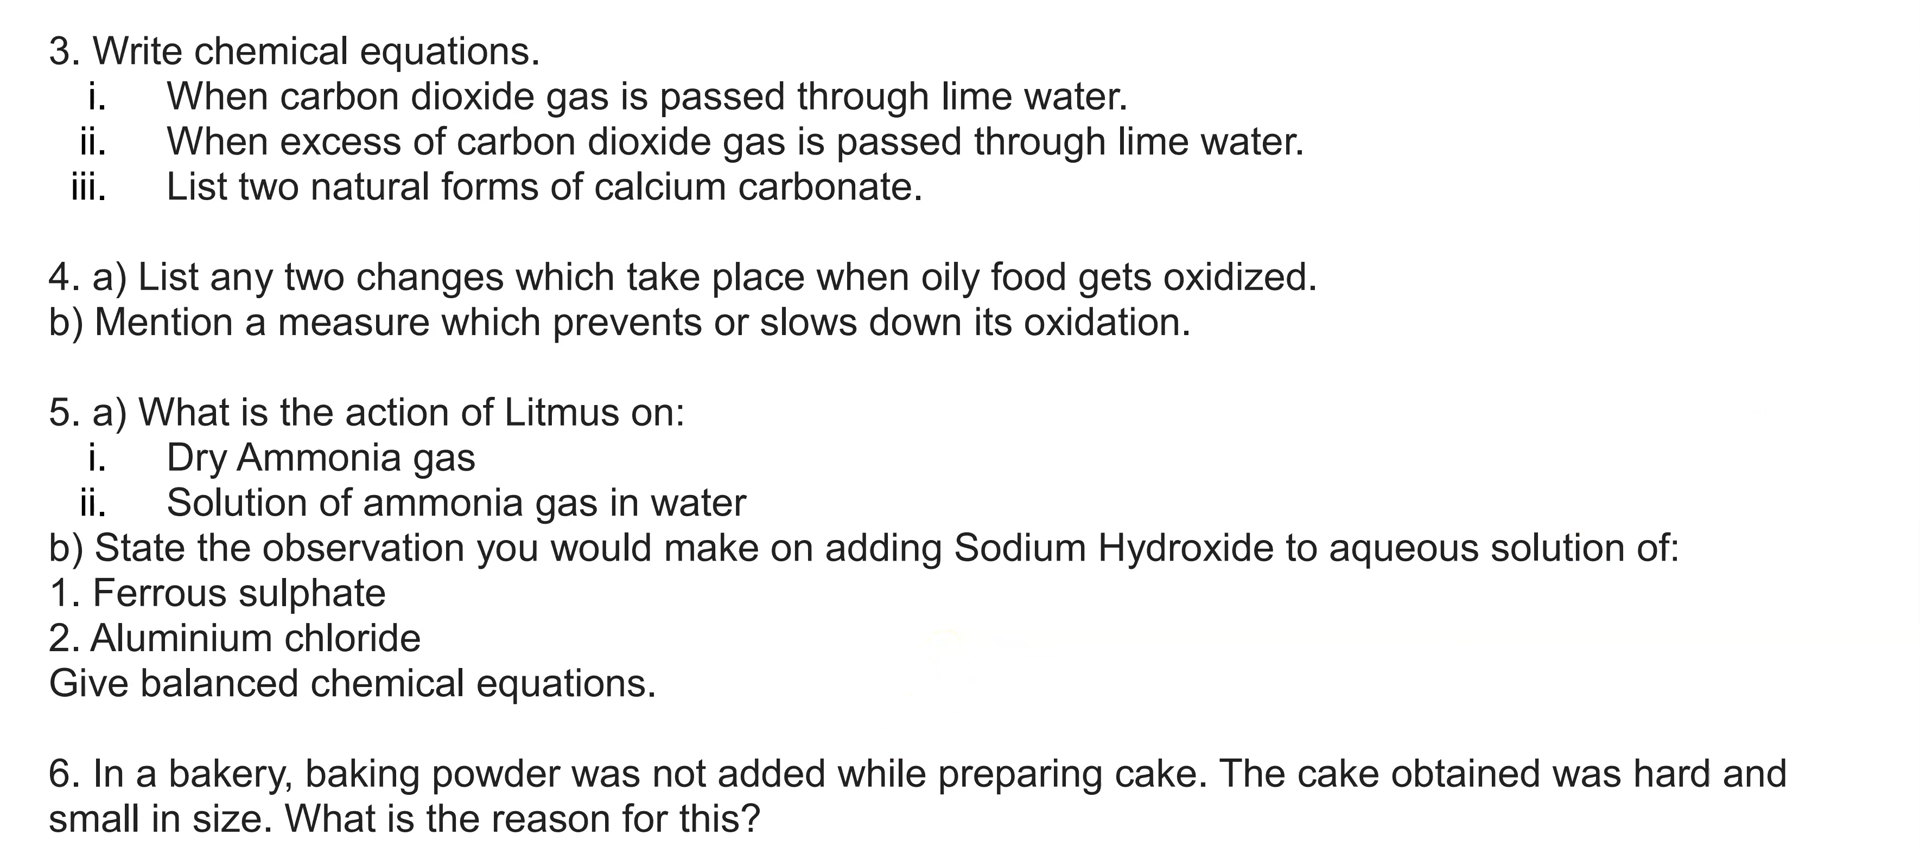 3. Write chemical equations.
i. When carbon dioxide gas is passed through lime water.
ii. When excess of carbon dioxide gas is passed through lime water.
iii. List two natural forms of calcium carbonate.
4. a) List any two changes which take place when oily food gets oxidized.
b) Mention a measure which prevents or slows down its oxidation.
5. a) What is the action of Litmus on:
i. Dry Ammonia gas
ii. Solution of ammonia gas in water
b) State the observation you would make on adding Sodium Hydroxide to aqueous solution of:
1. Ferrous sulphate
2. Aluminium chloride
Give balanced chemical equations.
6. In a bakery, baking powder was not added while preparing cake. The cake obtained was hard and
small in size. What is the reason for this?